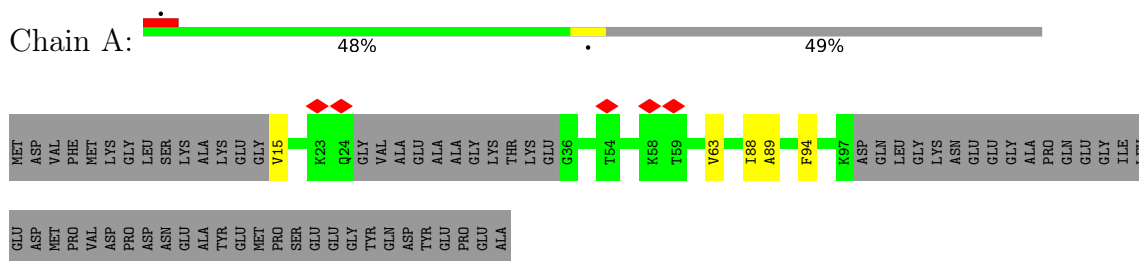 Chain A:
48%
49%
MET ASP VAL PHE MET LYS GLY LEU SER LYS ALA LYS GLU GLY V15 K23 Q24 GLY VAL ALA GLU ALA ALA GLY LYS THR LYS GLU G36 T54 K58 T59 V63 I88 A89 F94 K97 ASP GLN LEU GLY LYS ASN GLU GLU GLY ALA PRO GLN GLU GLY ILE
GLU ASP MET PRO VAL ASP PRO ASP ASN GLU ALA TYR GLU MET PRO SER GLU GLU GLY TYR GLN ASP TYR GLU PRO GLU ALA